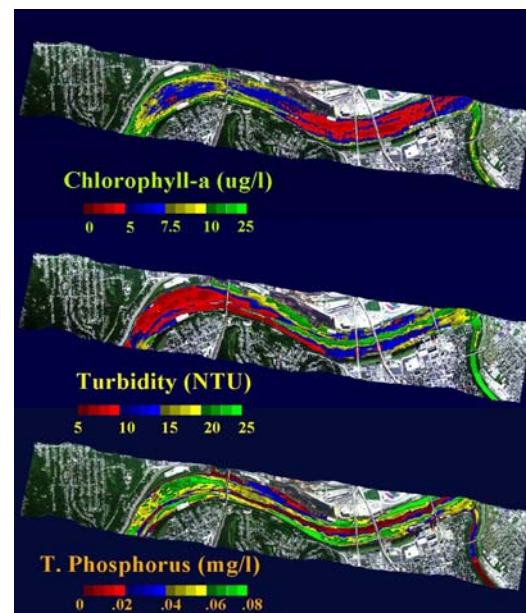 Chlorophyll-a (ug/l)
0 5 7.5 10 25
Turbidity (NTU)
5 10 15 20 25
T. Phosphorus (mg/l)
0 .02 .04 .06 .08